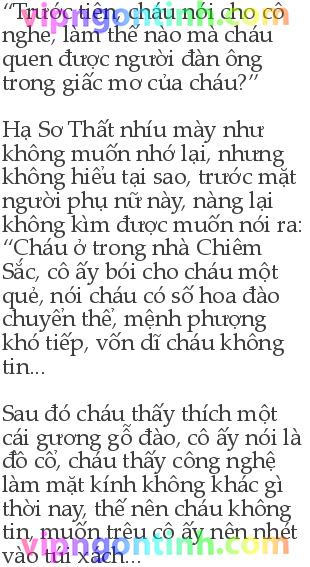 vipngontinh.com
“Trước tiên, cháu nói cho cô
nghe, làm thế nào mà cháu
quen được người đàn ông
trong giấc mơ của cháu?”
Hạ Sơ Thất nhíu mày như
không muốn nhớ lại, nhưng
không hiểu tại sao, trước mặt
người phụ nữ này, nàng lại
không kìm được muốn nói ra:
“Cháu ở trong nhà Chiêm
Sắc, cô ấy bói cho cháu một
quẻ, nói cháu có số hoa đào
chuyển thể, mệnh phượng
khó tiếp, vốn dĩ cháu không
tin...
Sau đó cháu thấy thích một
cái gương gỗ đào, cô ấy nói là
đồ cổ, cháu thấy công nghệ
làm mặt kính không khác gì
thời nay, thế nên cháu không
tin, muốn trêu cô ấy nên nhét
vipngontinh.com
vào túi xách...